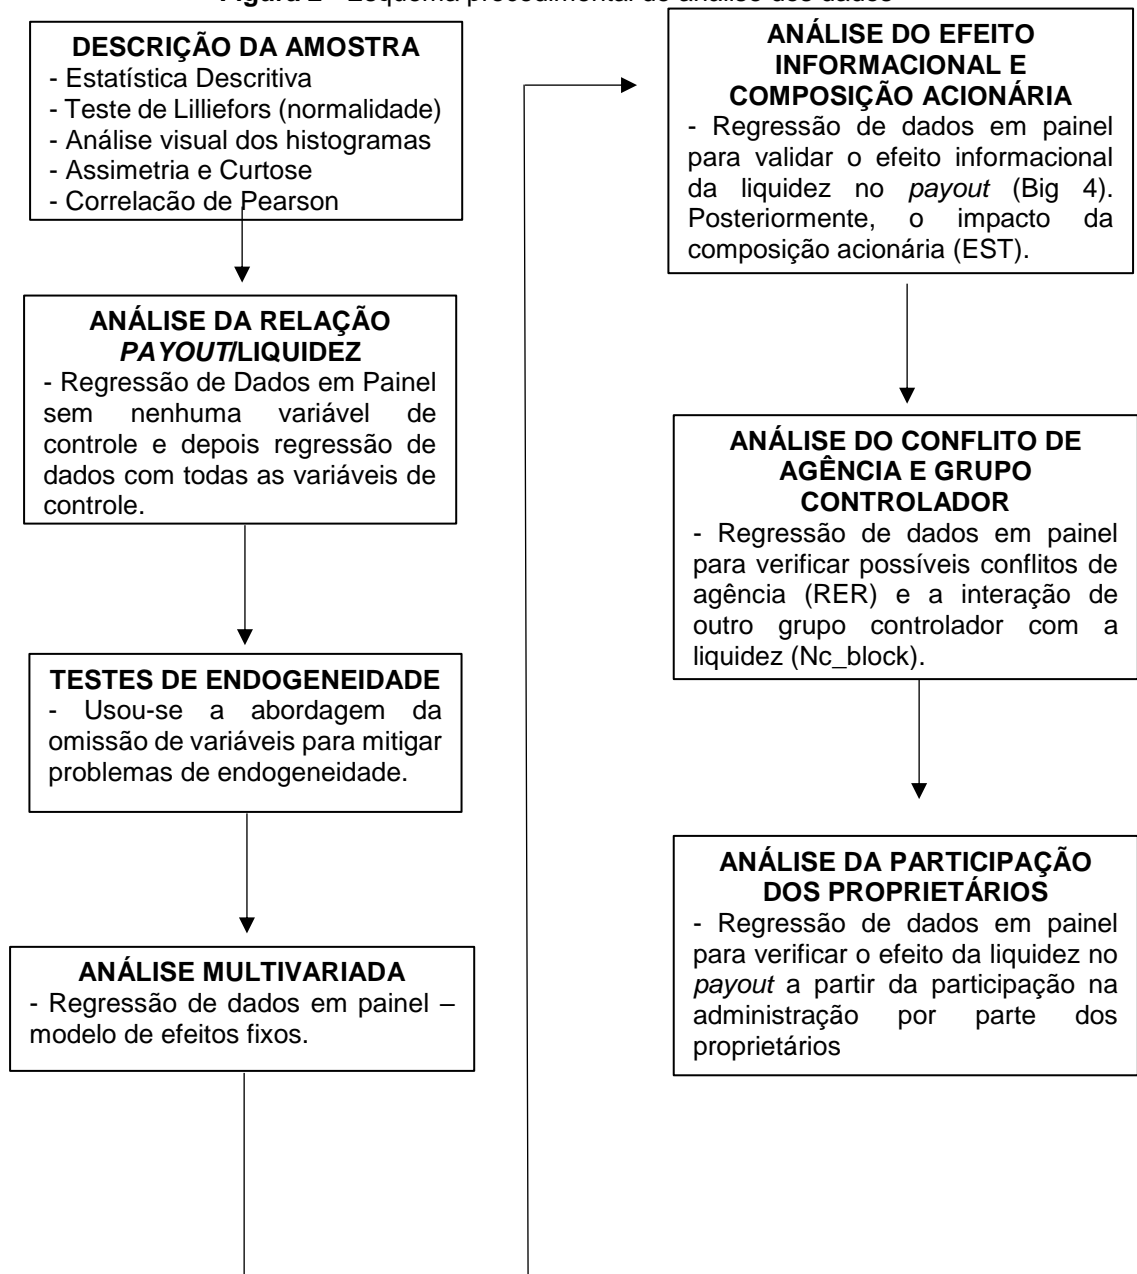 Figura 2 - Esquema procedimental de análise dos dados
DESCRIÇÃO DA AMOSTRA
- Estatística Descritiva
- Teste de Lilliefors (normalidade)
- Análise visual dos histogramas
- Assimetria e Curtose
- Correlação de Pearson
ANÁLISE DA RELAÇÃO
PAYOUT/LIQUIDEZ
- Regressão de Dados em Painel
sem nenhuma variável de
controle e depois regressão de
dados com todas as variáveis de
controle.
TESTES DE ENDOGENEIDADE
- Usou-se a abordagem da
omissão de variáveis para mitigar
problemas de endogeneidade.
ANÁLISE MULTIVARIADA
- Regressão de dados em painel –
modelo de efeitos fixos.
ANÁLISE DO EFEITO
INFORMACIONAL E
COMPOSIÇÃO ACIONÁRIA
- Regressão de dados em painel
para validar o efeito informacional
da liquidez no payout (Big 4).
Posteriormente, o impacto da
composição acionária (EST).
ANÁLISE DO CONFLITO DE
AGÊNCIA E GRUPO
CONTROLADOR
- Regressão de dados em painel
para verificar possíveis conflitos de
agência (RER) e a interação de
outro grupo controlador com a
liquidez (Nc_block).
ANÁLISE DA PARTICIPAÇÃO
DOS PROPRIETÁRIOS
- Regressão de dados em painel
para verificar o efeito da liquidez no
payout a partir da participação na
administração por parte dos
proprietários